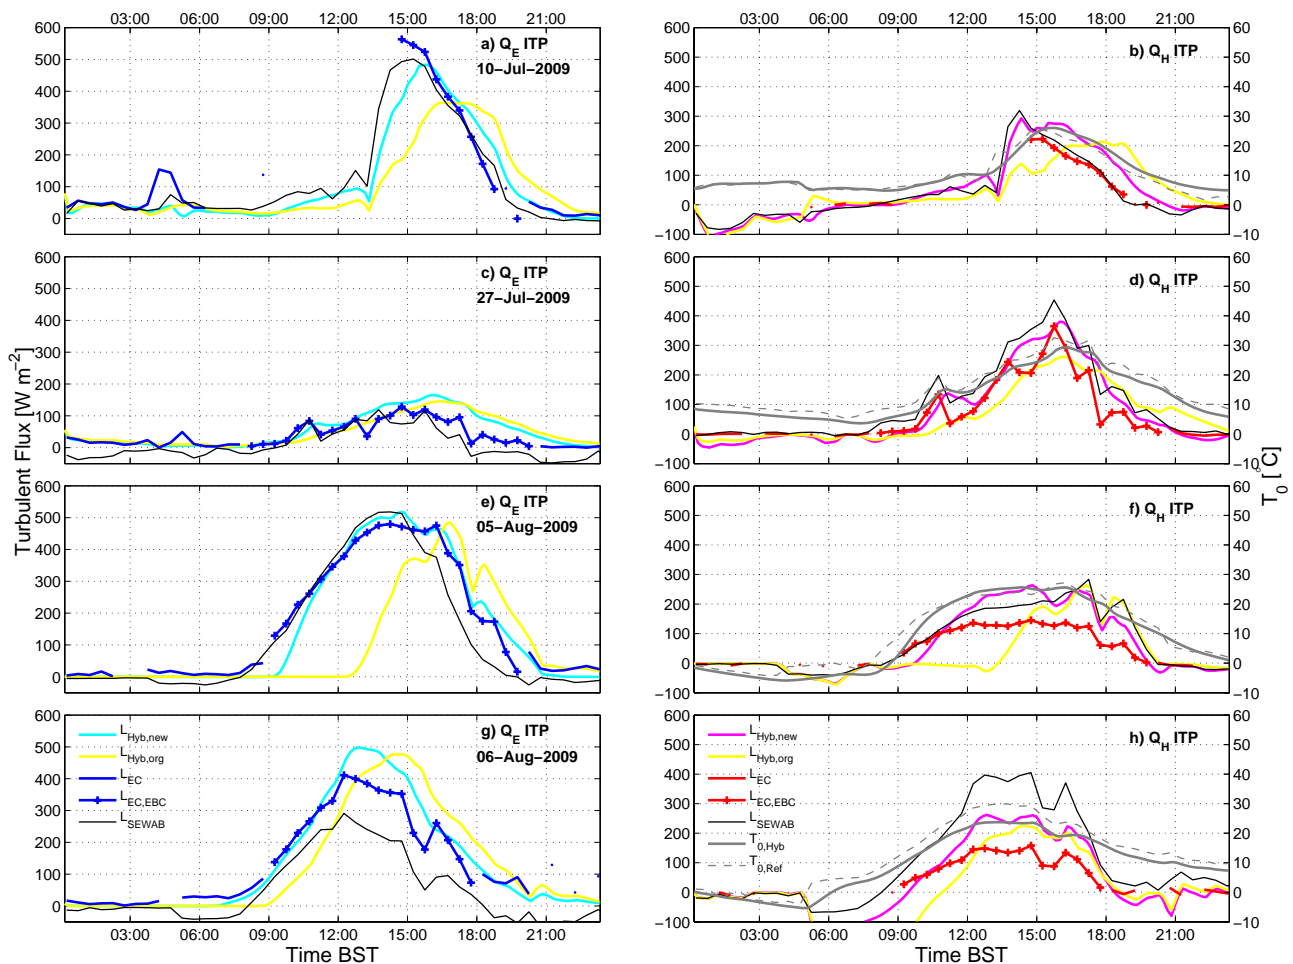 03:00 06:00 09:00 12:00 15:00 18:00 21:00
03:00 06:00 09:00 12:00 15:00 18:00 21:00
600
500
400
300
200
100
0
a) Q_E ITP
10−Jul−2009
600
500
400
300
200
100
0
−100
b) Q_H ITP
60
50
40
30
20
10
0
−10
600
500
400
300
200
100
0
c) Q_E ITP
27−Jul−2009
600
500
400
300
200
100
0
−100
d) Q_H ITP
60
50
40
30
20
10
0
−10
Turbulent Flux [W m⁻²]
T_0 [°C]
600
500
400
300
200
100
0
e) Q_E ITP
05−Aug−2009
600
500
400
300
200
100
0
−100
f) Q_H ITP
60
50
40
30
20
10
0
−10
600
500
400
300
200
100
0
g) Q_E ITP
06−Aug−2009
L_Hyb,new
L_Hyb,org
L_EC
L_EC,EBC
L_SEWAB
600
500
400
300
200
100
0
−100
h) Q_H ITP
L_Hyb,new
L_Hyb,org
L_EC
L_EC,EBC
L_SEWAB
T_0,Hyb
T_0,Ref
60
50
40
30
20
10
0
−10
03:00 06:00 09:00 12:00 15:00 18:00 21:00
Time BST
03:00 06:00 09:00 12:00 15:00 18:00 21:00
Time BST